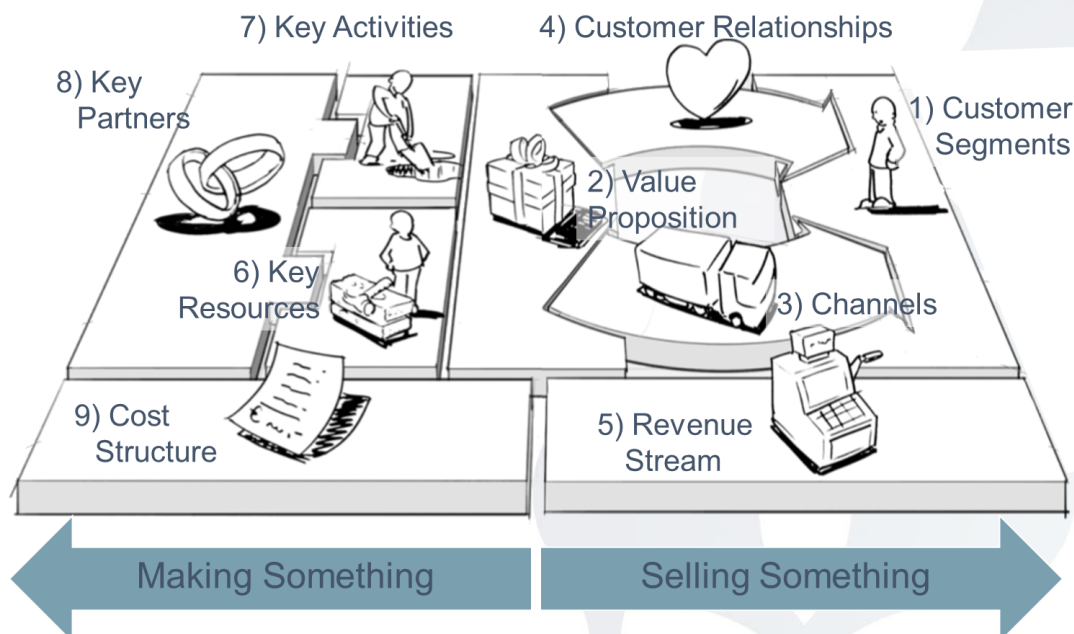 7) Key Activities
4) Customer Relationships
8) Key
Partners
1) Customer
Segments
2) Value
Proposition
6) Key
Resources
3) Channels
9) Cost
Structure
5) Revenue
Stream
Making Something
Selling Something